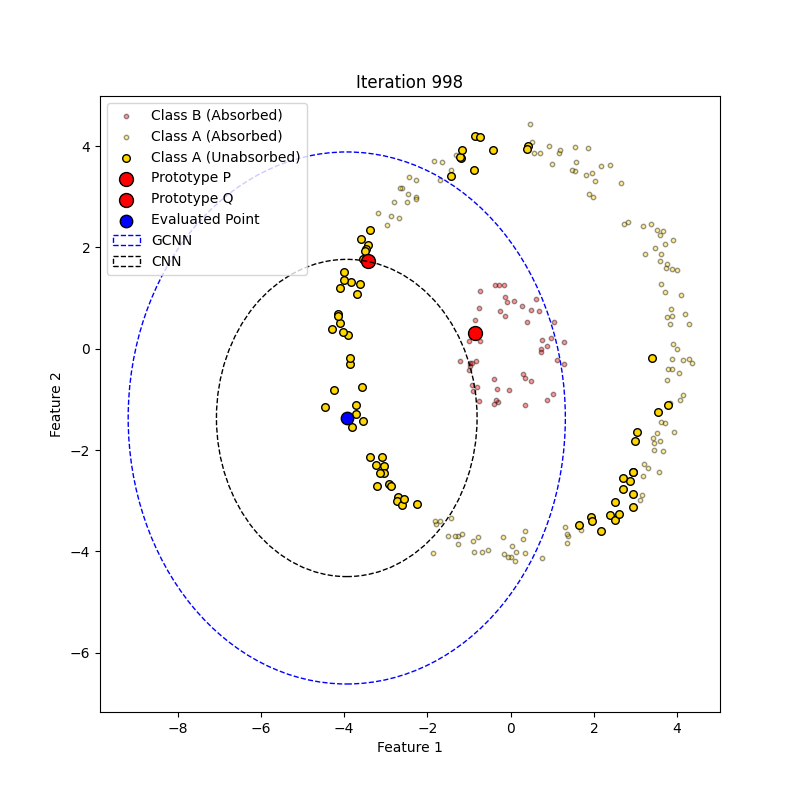 Iteration 998
Class B (Absorbed)
Class A (Absorbed)
Class A (Unabsorbed)
Prototype P
Prototype Q
Evaluated Point
GCNN
CNN
4
2
0
−2
−4
−6
Feature 2
−8
−6
−4
−2
0
2
4
Feature 1